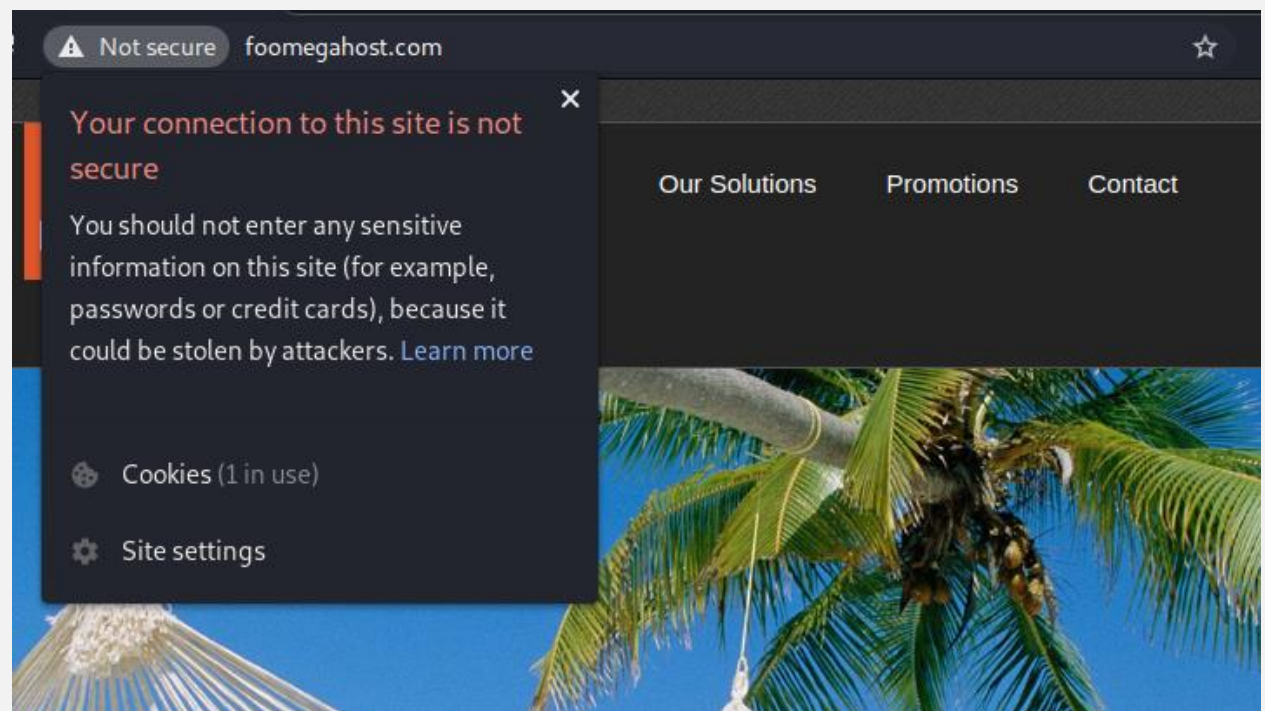 Not secure foomegahost.com
Your connection to this site is not
secure
You should not enter any sensitive
information on this site (for example,
passwords or credit cards), because it
could be stolen by attackers. Learn more
Cookies (1 in use)
Site settings
Our Solutions Promotions Contact